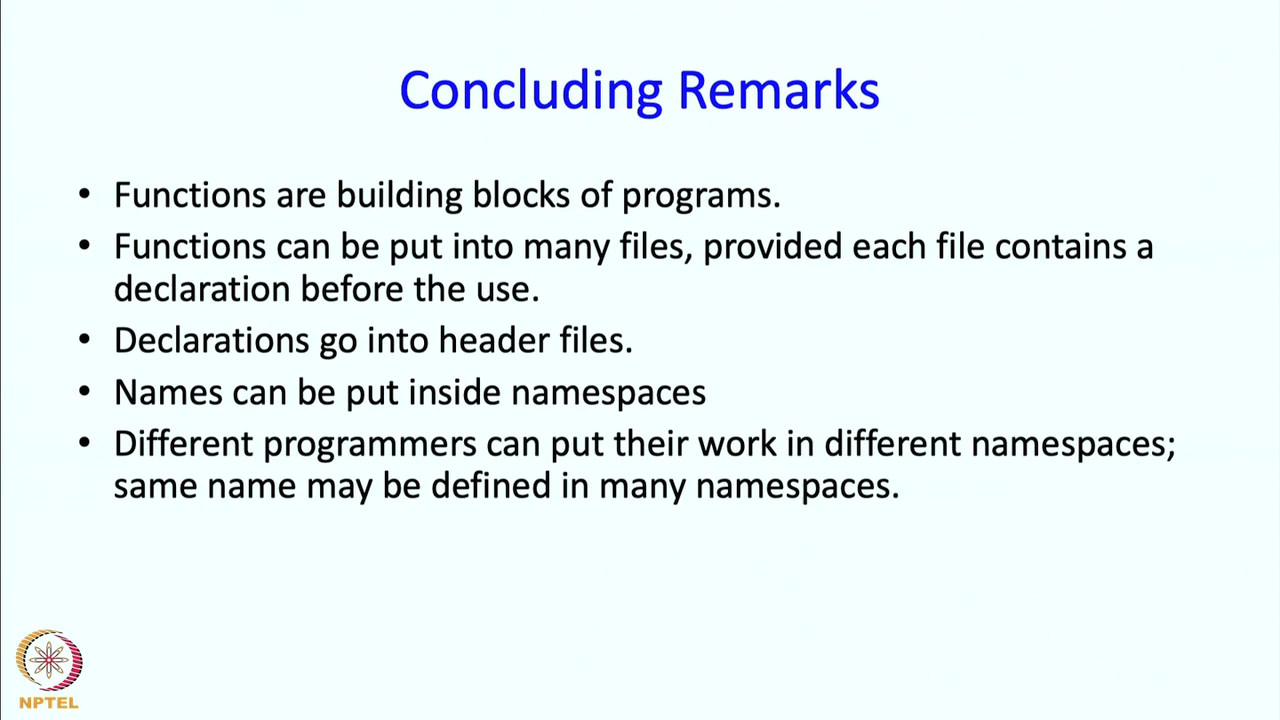 Concluding Remarks
• Functions are building blocks of programs.
• Functions can be put into many files, provided each file contains a
declaration before the use.
• Declarations go into header files.
• Names can be put inside namespaces
• Different programmers can put their work in different namespaces;
same name may be defined in many namespaces.
NPTEL